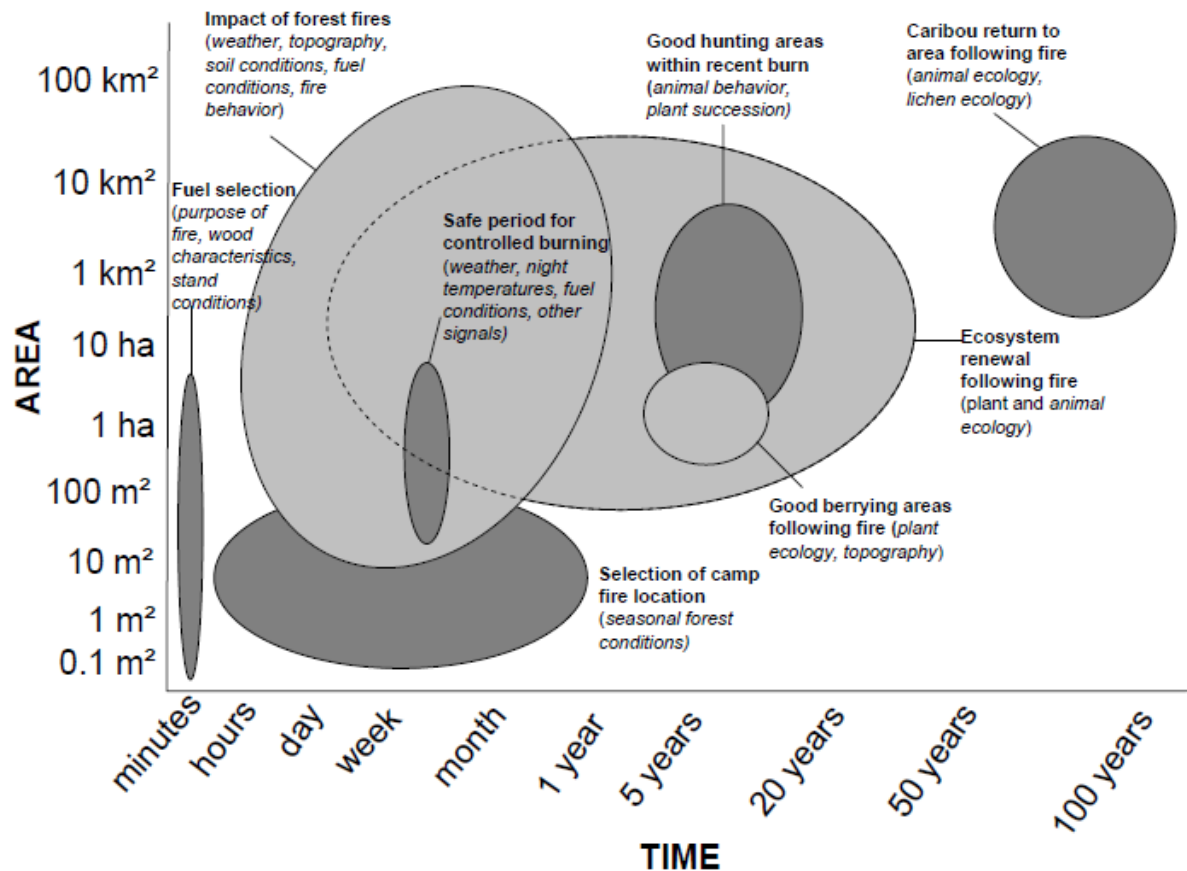 Impact of forest fires
(weather, topography,
soil conditions, fuel
conditions, fire
behavior)
Good hunting areas
within recent burn
(animal behavior,
plant succession)
Caribou return to
area following fire
(animal ecology,
lichen ecology)
Fuel selection
(purpose of
fire, wood
characteristics,
stand
conditions)
Safe period for
controlled burning
(weather, night
temperatures, fuel
conditions, other
signals)
Ecosystem
renewal
following fire
(plant and animal
ecology)
Good berrying areas
following fire (plant
ecology, topography)
Selection of camp
fire location
(seasonal forest
conditions)
AREA
100 km²
10 km²
1 km²
10 ha
1 ha
100 m²
10 m²
1 m²
0.1 m²
minutes
hours
day
week
month
1 year
5 years
20 years
50 years
100 years
TIME